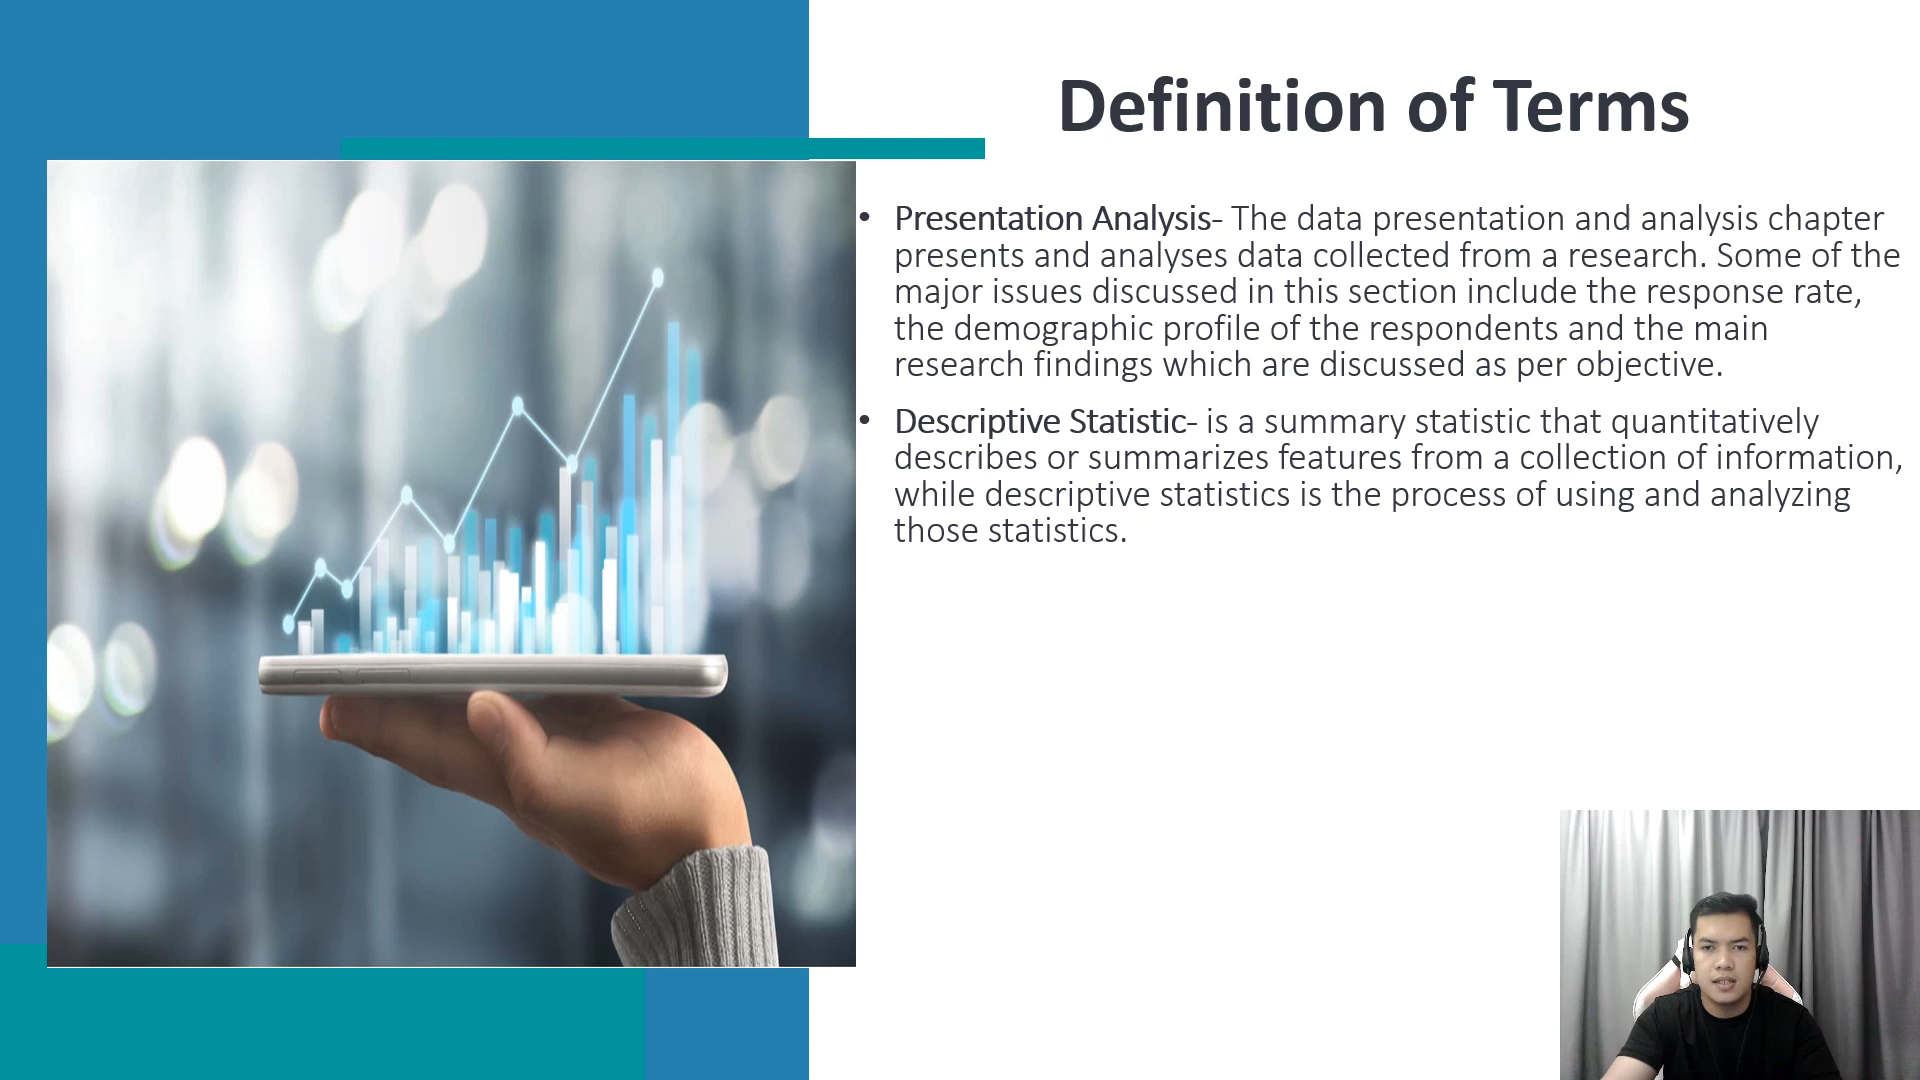 Definition of Terms
• Presentation Analysis- The data presentation and analysis chapter
presents and analyses data collected from a research. Some of the
major issues discussed in this section include the response rate,
the demographic profile of the respondents and the main
research findings which are discussed as per objective.
• Descriptive Statistic- is a summary statistic that quantitatively
describes or summarizes features from a collection of information,
while descriptive statistics is the process of using and analyzing
those statistics.